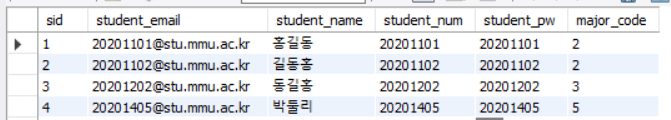 sid student_email student_name student_num student_pw major_code
1 20201101@stu.mmu.ac.kr 홍길동 20201101 20201101 2
2 20201102@stu.mmu.ac.kr 길동홍 20201102 20201102 2
3 20201202@stu.mmu.ac.kr 동길홍 20201202 20201202 3
4 20201405@stu.mmu.ac.kr 박둘리 20201405 20201405 5